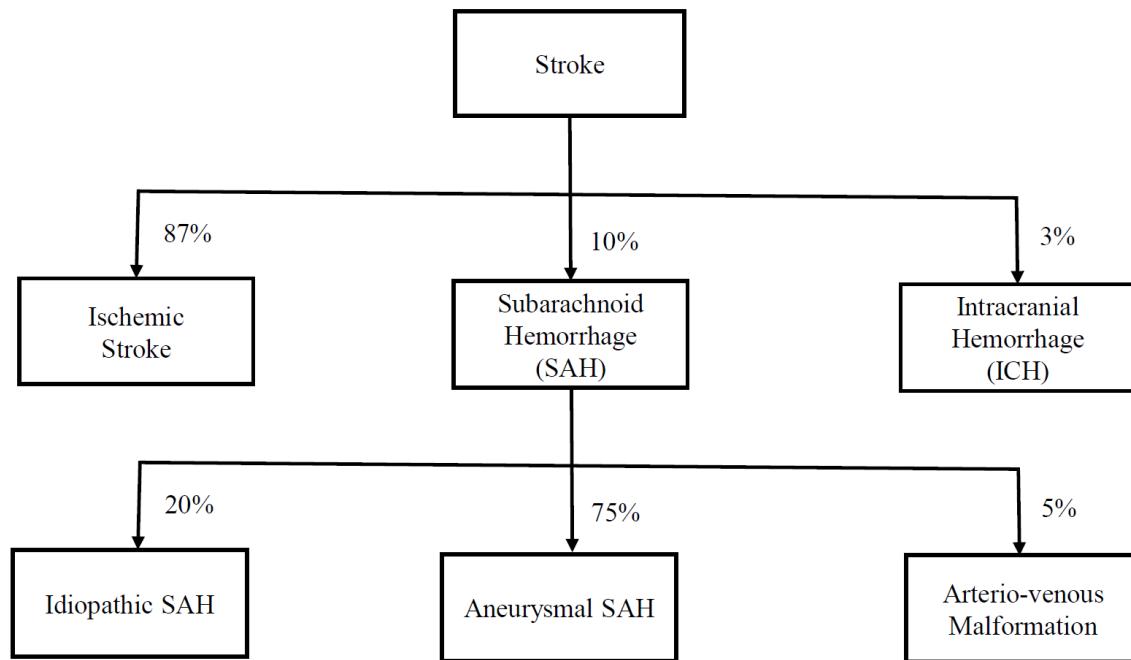 Stroke
87%
10%
3%
Ischemic
Stroke
Subarachnoid
Hemorrhage
(SAH)
Intracranial
Hemorrhage
(ICH)
20%
75%
5%
Idiopathic SAH
Aneurysmal SAH
Arterio-venous
Malformation